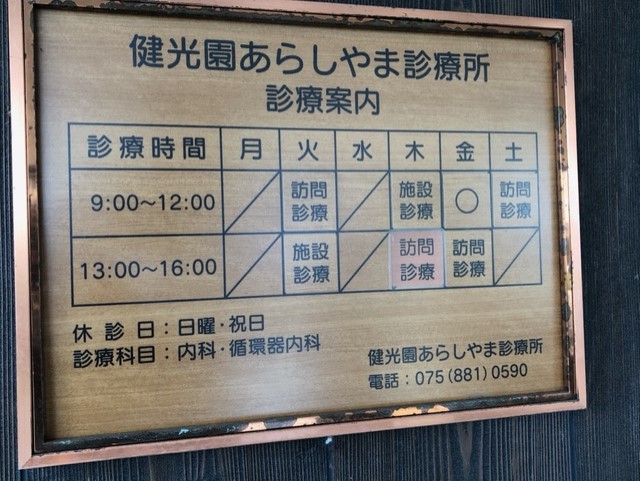 健光園あらしやま診療所
診療案内
診療時間 月 火 水 木 金 土
9:00〜12:00 ／ 訪問診療 ／ 施設診療 ○ 訪問診療
13:00〜16:00 ／ 施設診療 ／ 訪問診療 訪問診療 ／
休診日：日曜・祝日
診療科目：内科・循環器内科
健光園あらしやま診療所
電話：075(881)0590